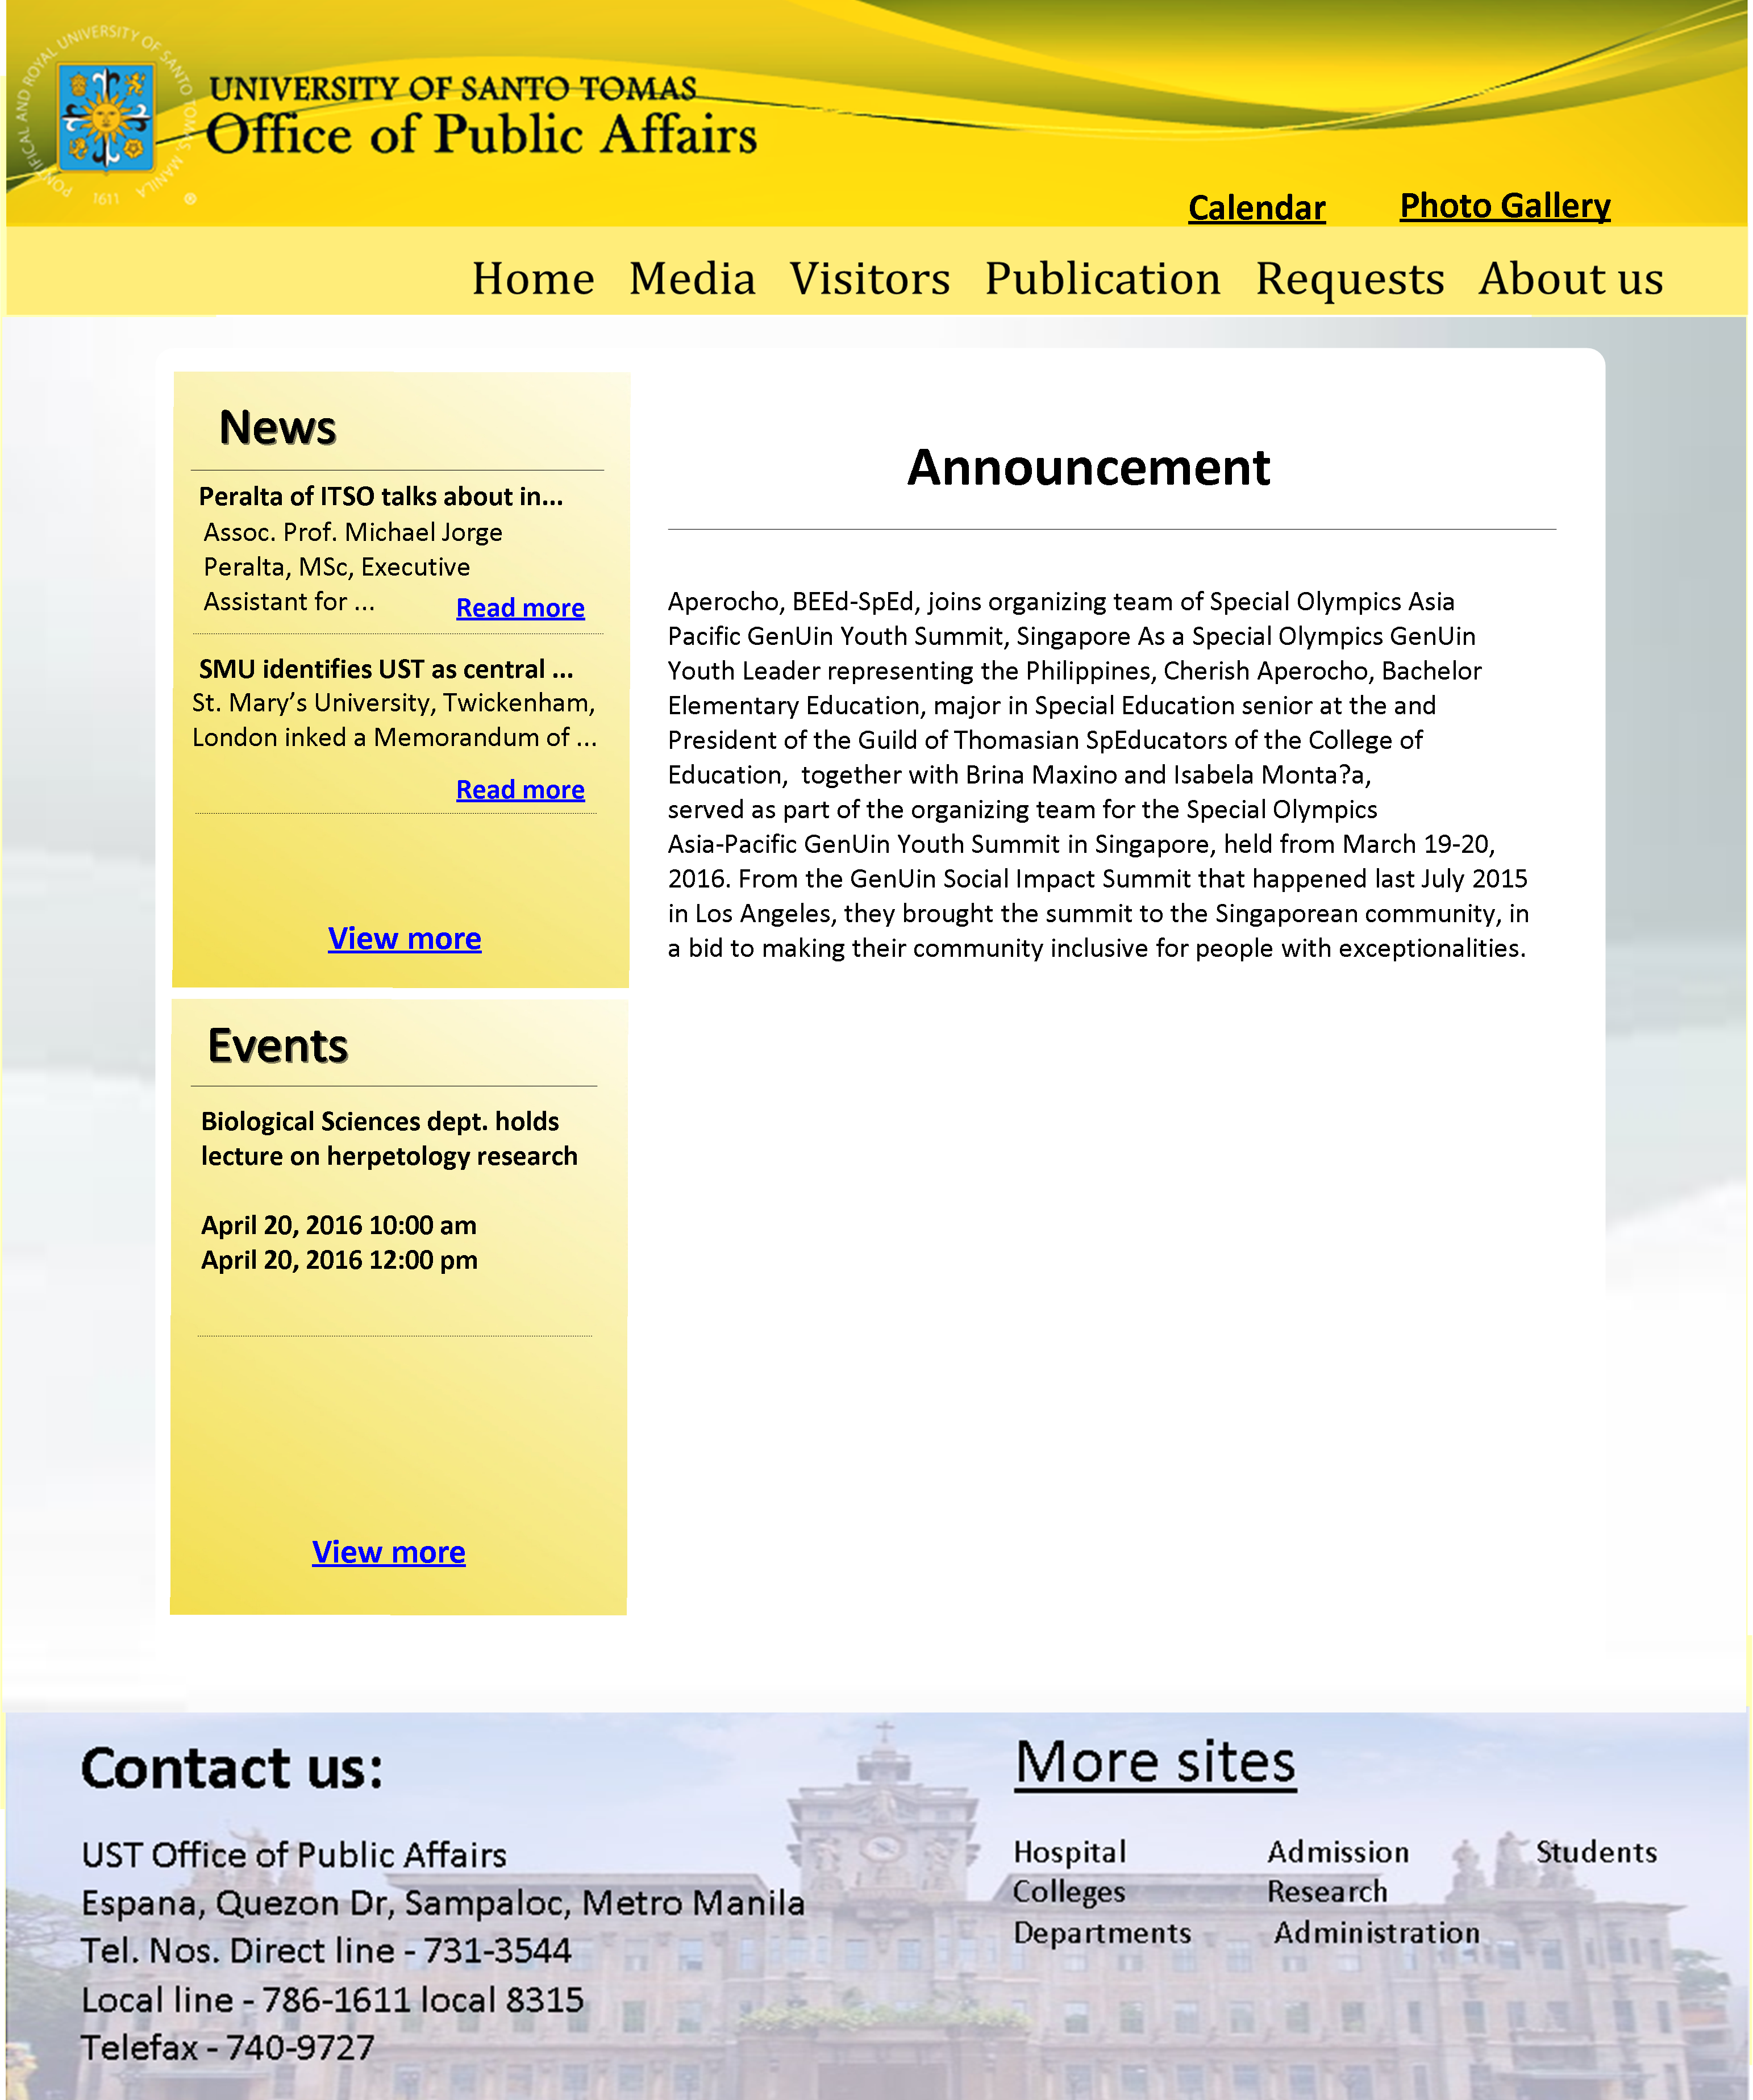 PONTIFICAL AND ROYAL UNIVERSITY OF SANTO TOMAS, MANILA
1611
®
UNIVERSITY OF SANTO TOMAS
Office of Public Affairs
Calendar Photo Gallery
Home Media Visitors Publication Requests About us
News
Peralta of ITSO talks about in...
Assoc. Prof. Michael Jorge
Peralta, MSc, Executive
Assistant for ... Read more
SMU identifies UST as central ...
St. Mary’s University, Twickenham,
London inked a Memorandum of ...
Read more
View more
Events
Biological Sciences dept. holds
lecture on herpetology research
April 20, 2016 10:00 am
April 20, 2016 12:00 pm
View more
Announcement
Aperocho, BEEd-SpEd, joins organizing team of Special Olympics Asia
Pacific GenUin Youth Summit, Singapore As a Special Olympics GenUin
Youth Leader representing the Philippines, Cherish Aperocho, Bachelor
Elementary Education, major in Special Education senior at the and
President of the Guild of Thomasian SpEducators of the College of
Education,  together with Brina Maxino and Isabela Monta?a,
served as part of the organizing team for the Special Olympics
Asia-Pacific GenUin Youth Summit in Singapore, held from March 19-20,
2016. From the GenUin Social Impact Summit that happened last July 2015
in Los Angeles, they brought the summit to the Singaporean community, in
a bid to making their community inclusive for people with exceptionalities.
Contact us:
UST Office of Public Affairs
Espana, Quezon Dr, Sampaloc, Metro Manila
Tel. Nos. Direct line - 731-3544
Local line - 786-1611 local 8315
Telefax - 740-9727
More sites
Hospital Admission Students
Colleges Research
Departments Administration